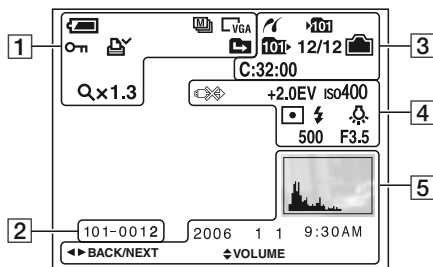 M VGA 101
1 101 12/12 3
C:32:00
×1.3 +2.0EV ISO400
4
500 F3.5
5
2 101-0012 2006 1 1 9:30AM
BACK/NEXT VOLUME